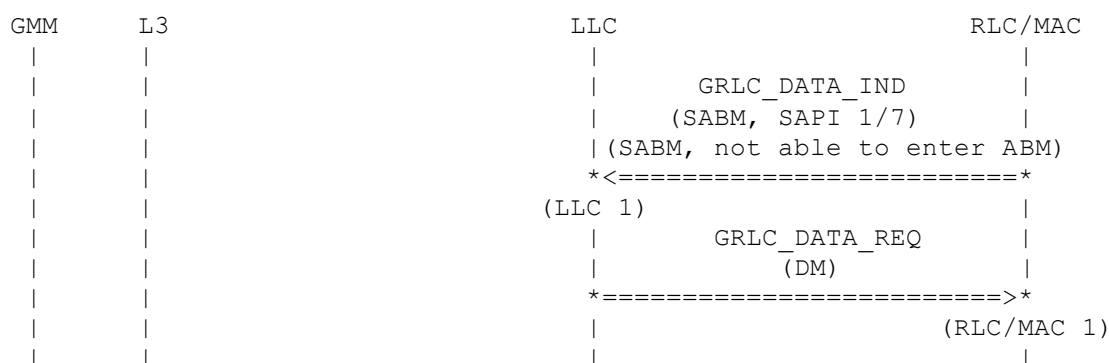 GMM L3 LLC RLC/MAC
| | | |
| | | GRLC_DATA_IND |
| | | (SABM, SAPI 1/7) |
| | |(SABM, not able to enter ABM)
| | *<=========================*
| | (LLC 1) |
| | | GRLC_DATA_REQ |
| | | (DM) |
| | *=========================>*
| | | (RLC/MAC 1)
| | | |